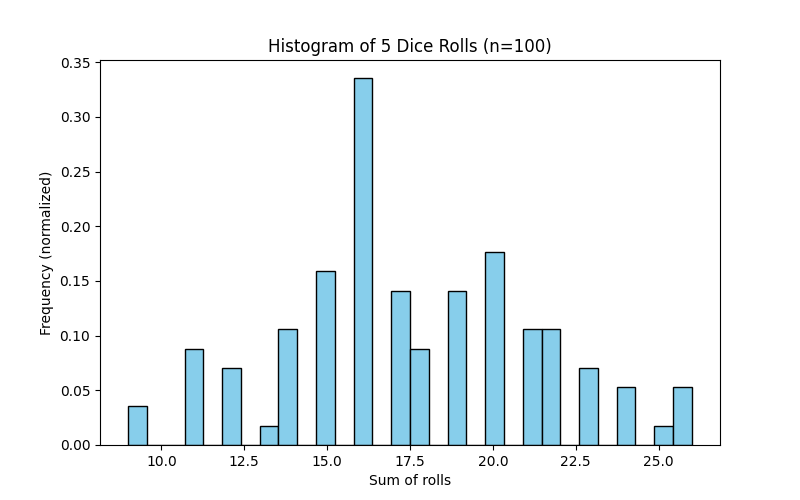 Histogram of 5 Dice Rolls (n=100)
Frequency (normalized)
0.35
0.30
0.25
0.20
0.15
0.10
0.05
0.00
10.0 12.5 15.0 17.5 20.0 22.5 25.0
Sum of rolls